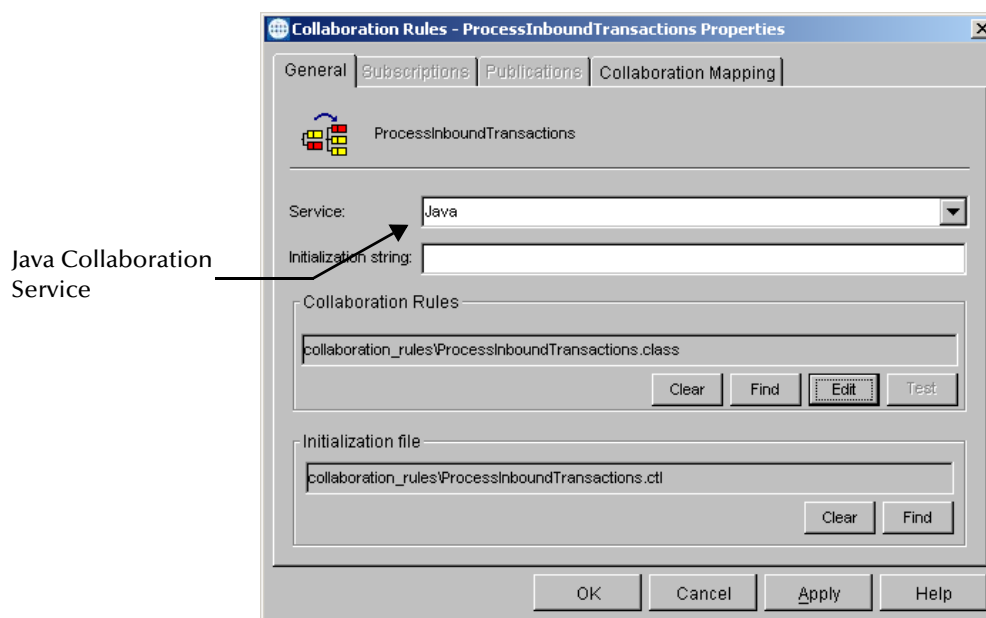 Collaboration Rules - ProcessInboundTransactions Properties
General Subscriptions Publications Collaboration Mapping
ProcessInboundTransactions
Service: Java
Java Collaboration
Service
Initialization string:
Collaboration Rules
collaboration_rules\ProcessInboundTransactions.class
Clear Find Edit Test
Initialization file
collaboration_rules\ProcessInboundTransactions.ctl
Clear Find
OK Cancel Apply Help